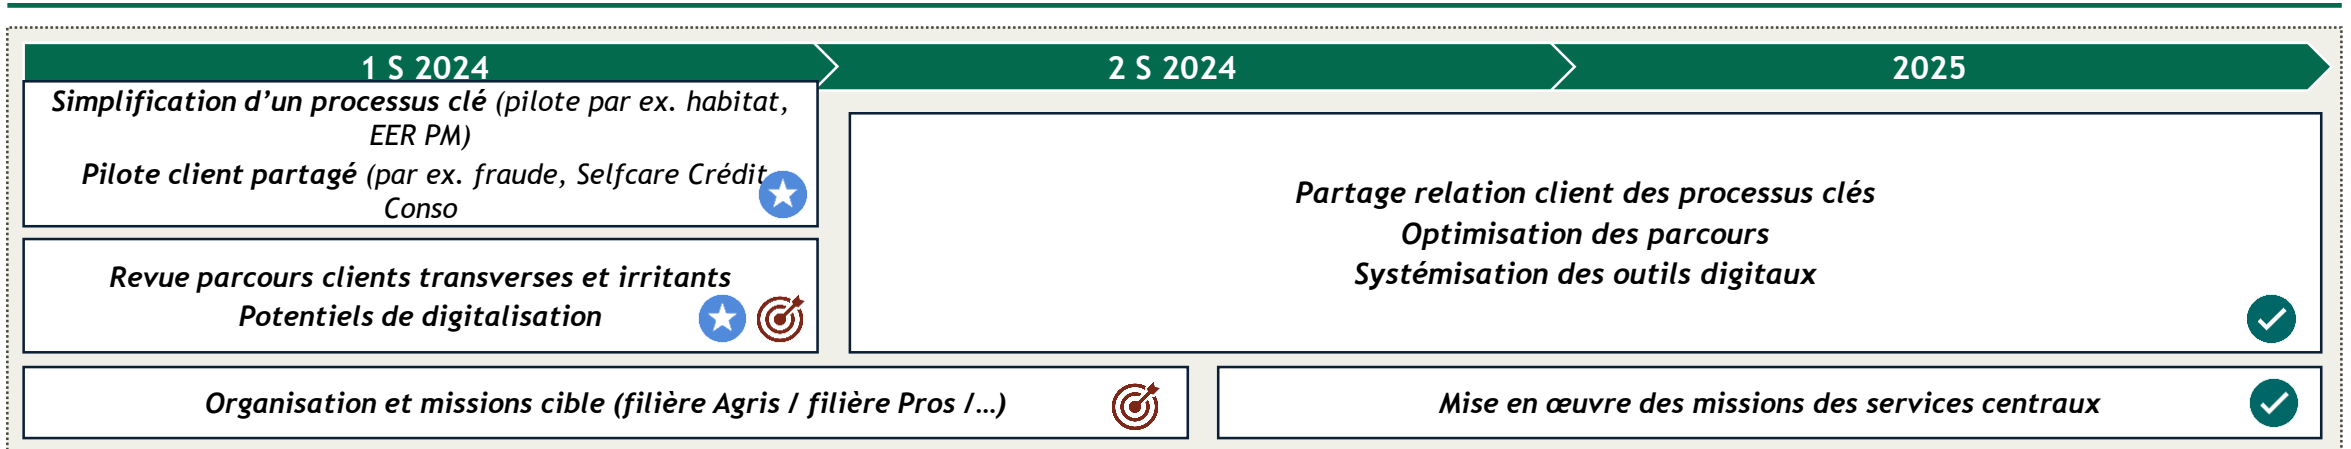 1 S 2024
2 S 2024
2025
Simplification d’un processus clé (pilote par ex. habitat,
EER PM)
Pilote client partagé (par ex. fraude, Selfcare Crédit
Conso
Partage relation client des processus clés
Optimisation des parcours
Systémisation des outils digitaux
Revue parcours clients transverses et irritants
Potentiels de digitalisation
Organisation et missions cible (filière Agris / filière Pros /…)
Mise en œuvre des missions des services centraux